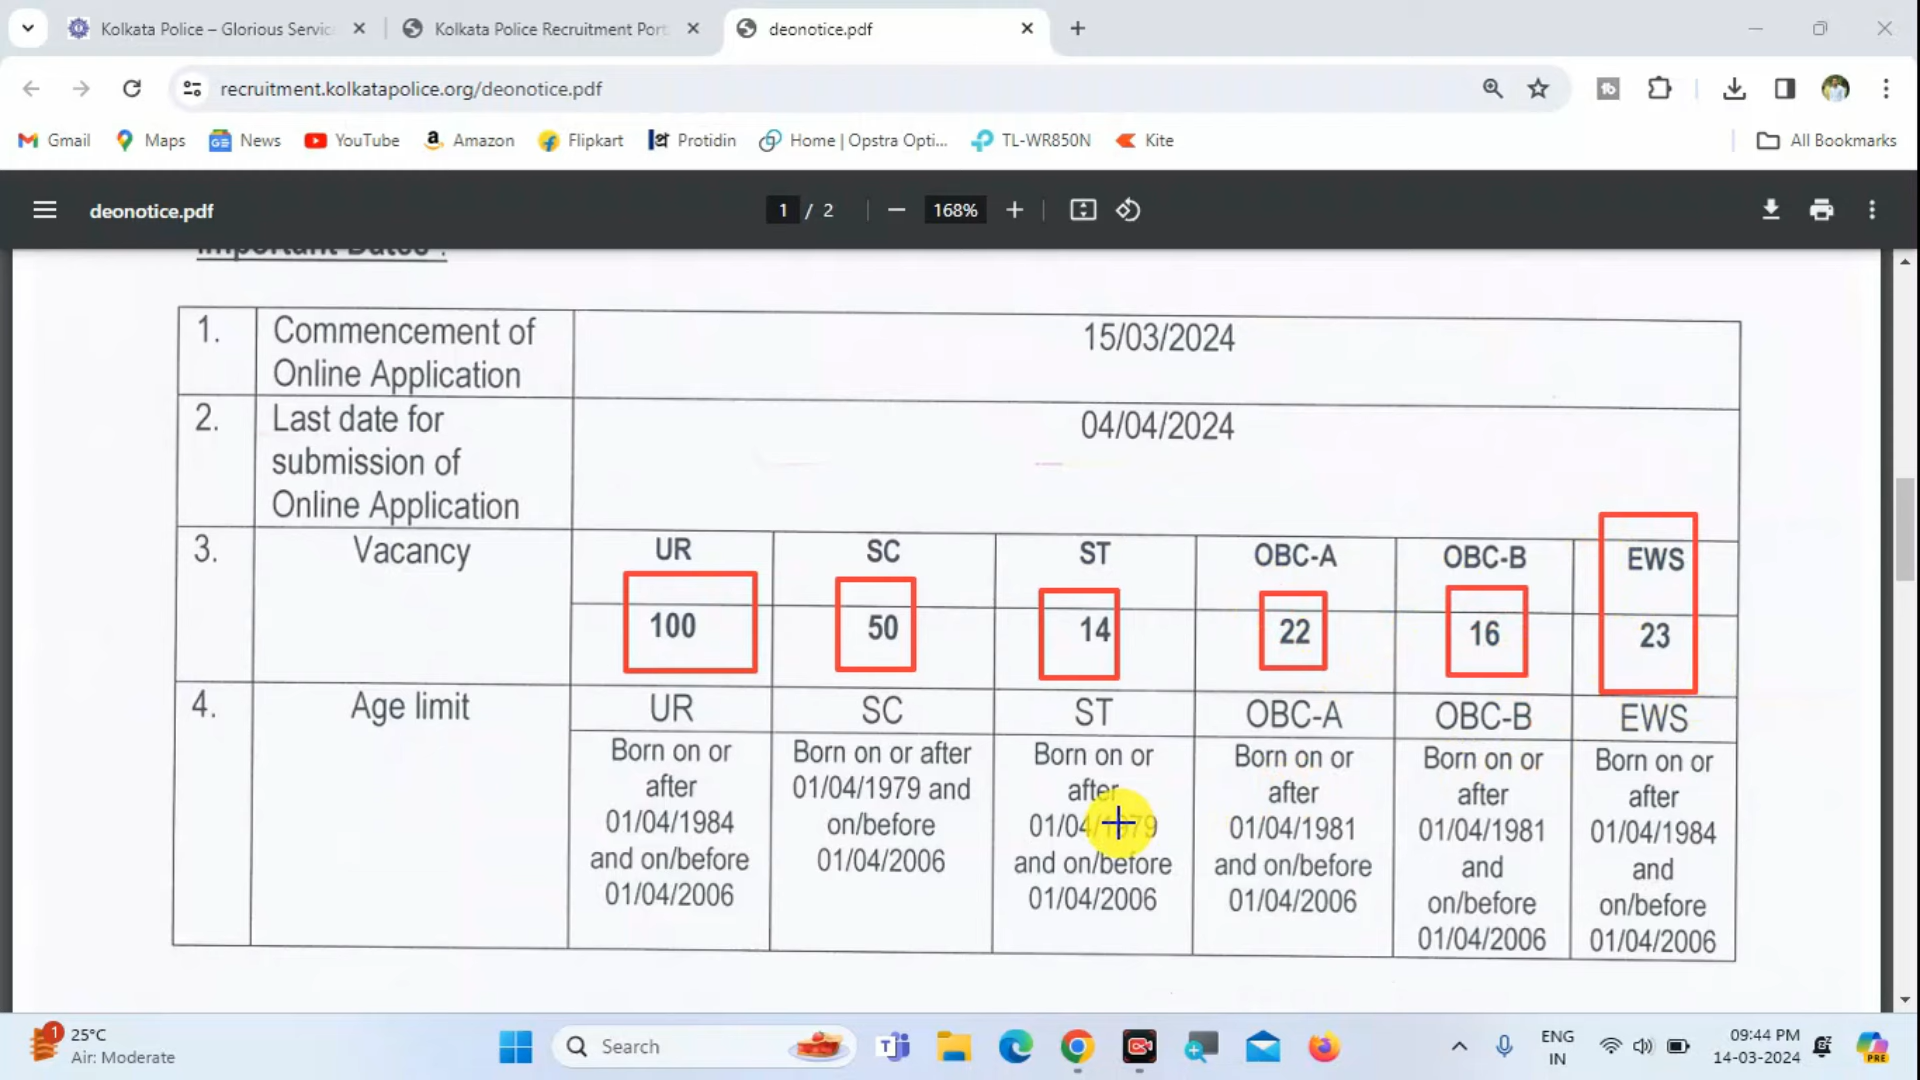 Kolkata Police – Glorious Servic
Kolkata Police Recruitment Port
deonotice.pdf
recruitment.kolkatapolice.org/deonotice.pdf
Gmail
Maps
News
YouTube
Amazon
Flipkart
Protidin
Home | Opstra Opti...
TL-WR850N
Kite
All Bookmarks
deonotice.pdf
1 / 2
168%
Important Dates :
1. Commencement of Online Application 15/03/2024
2. Last date for submission of Online Application 04/04/2024
3. Vacancy
UR SC ST OBC-A OBC-B EWS
100 50 14 22 16 23
4. Age limit
UR SC ST OBC-A OBC-B EWS
Born on or after 01/04/1984 and on/before 01/04/2006
Born on or after 01/04/1979 and on/before 01/04/2006
Born on or after 01/04/1979 and on/before 01/04/2006
Born on or after 01/04/1981 and on/before 01/04/2006
Born on or after 01/04/1981 and on/before 01/04/2006
Born on or after 01/04/1984 and on/before 01/04/2006
1
25°C
Air: Moderate
Search
ENG
IN
09:44 PM
14-03-2024
PRE